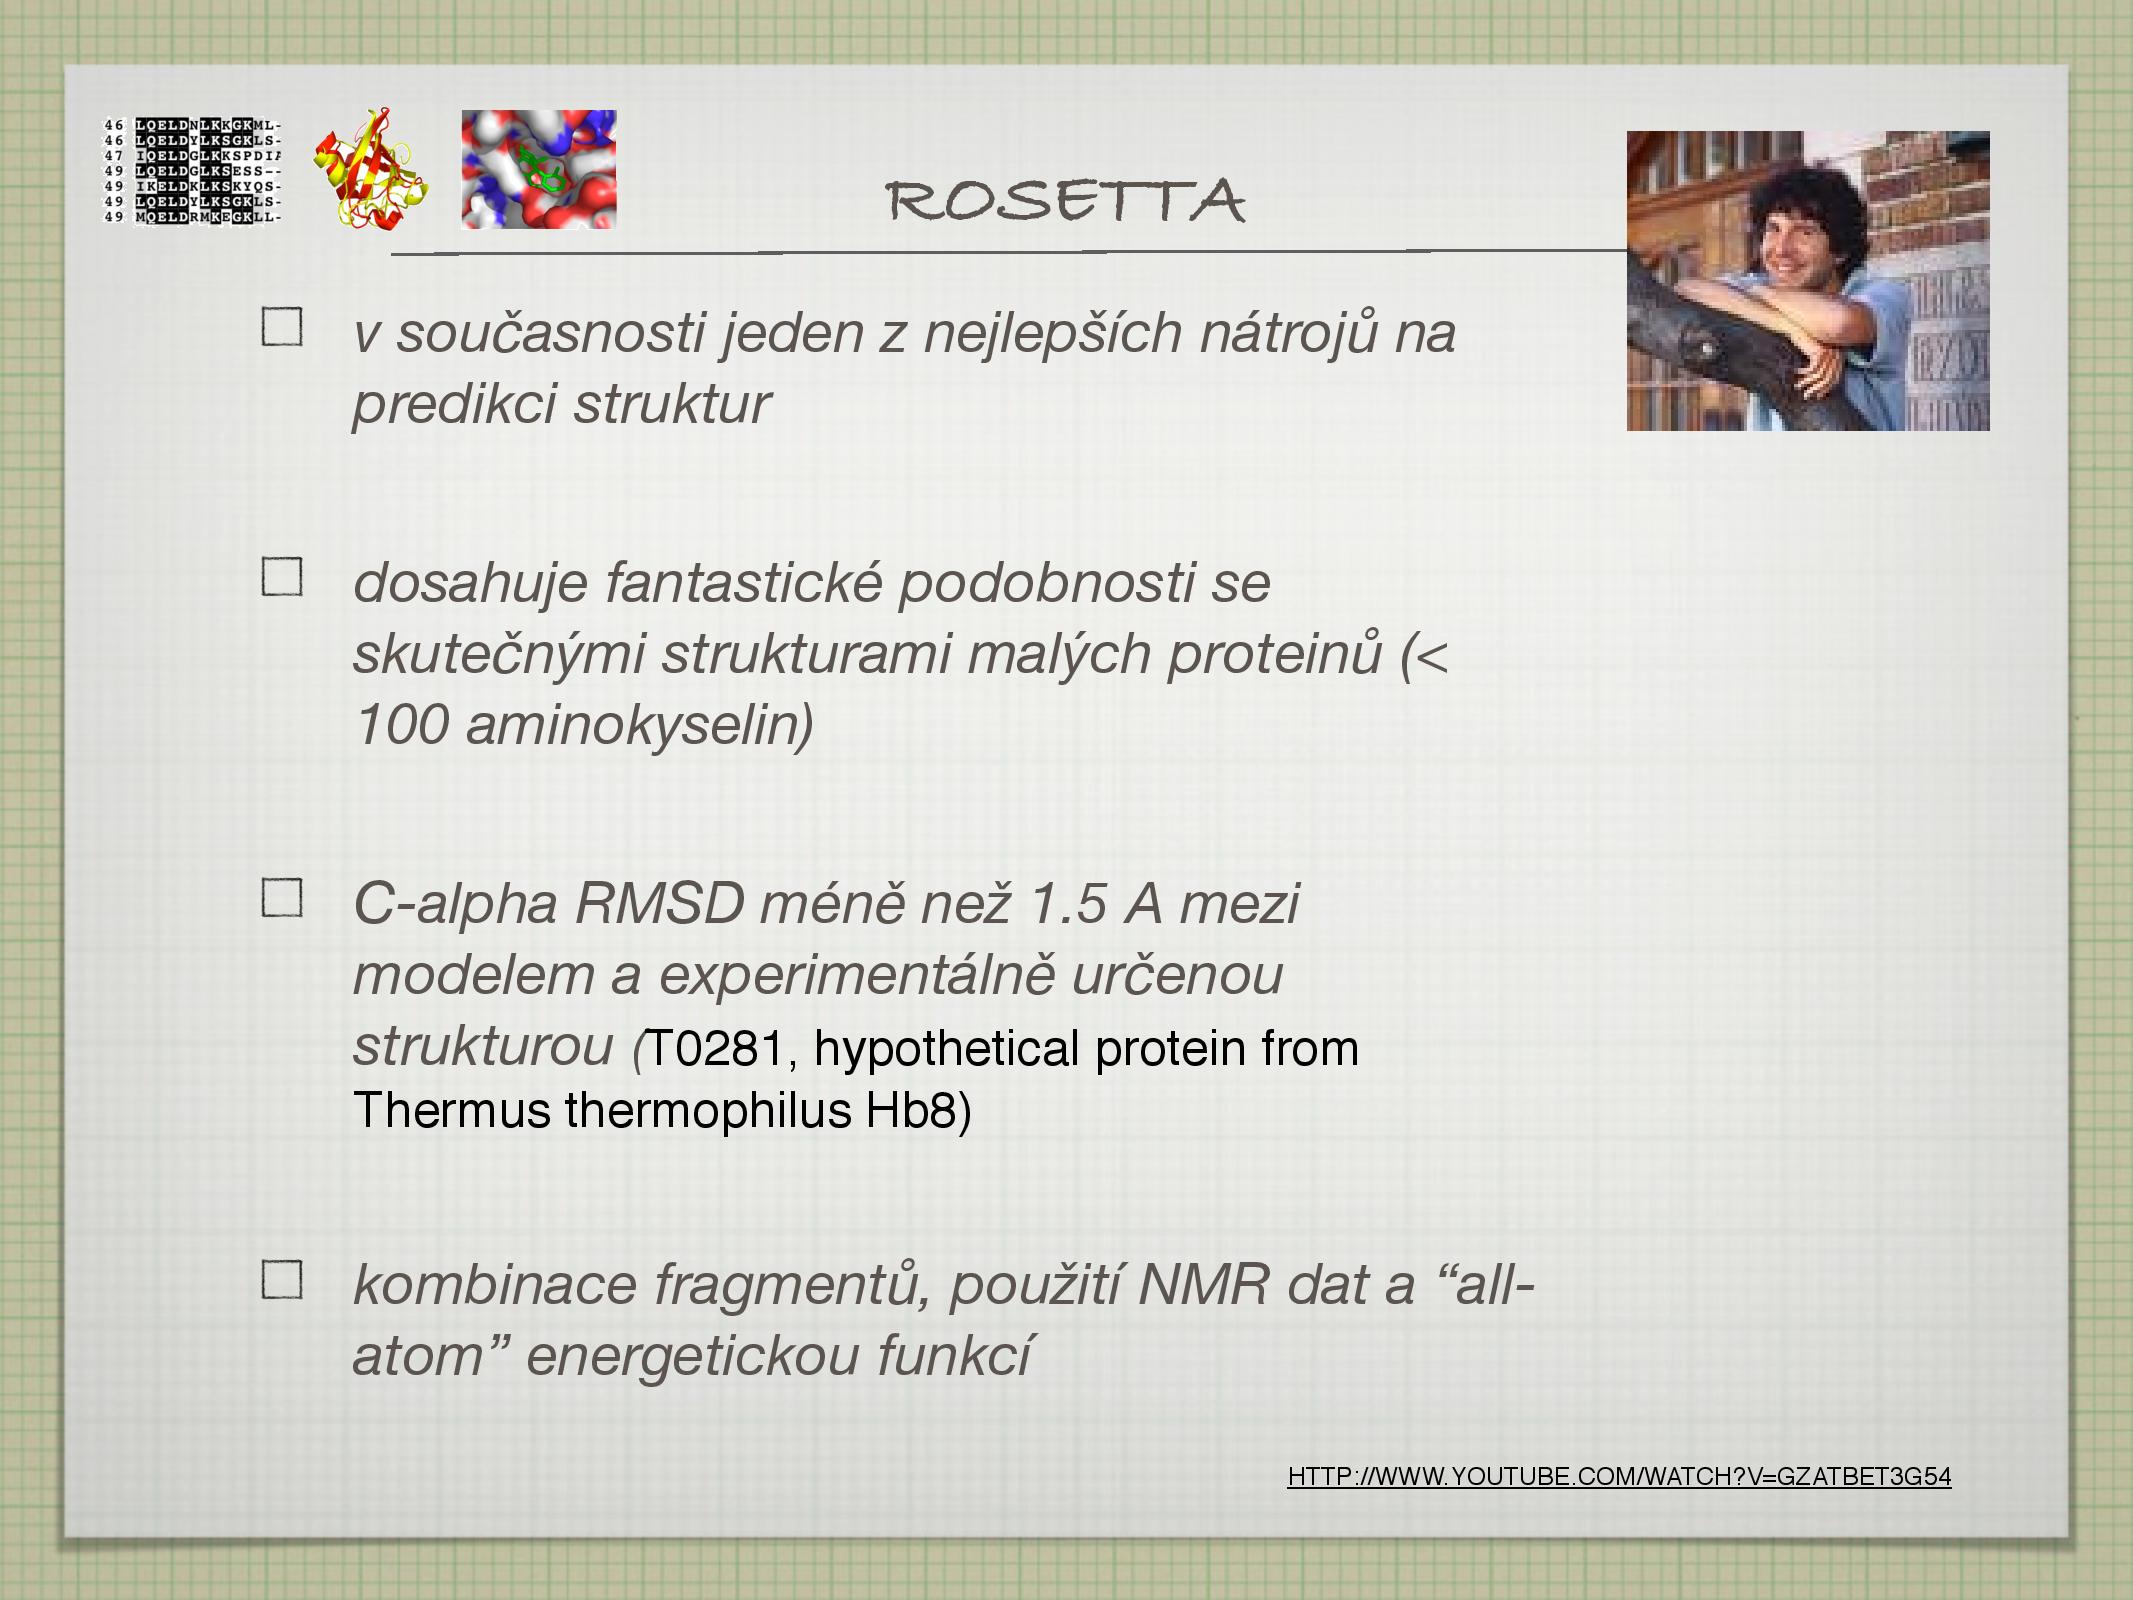 46 LQELDNLKKGKML-
46 LQELDYLKSGKLS-
47 IQELDGLKKSPDIA
49 LQELDGLKSESS--
49 IKELDKLKSKYQS-
49 LQELDYLKSGKLS-
49 MQELDRMKEGKLL-
ROSETTA
v současnosti jeden z nejlepších nátrojů na
predikci struktur
dosahuje fantastické podobnosti se
skutečnými strukturami malých proteinů (<
100 aminokyselin)
C-alpha RMSD méně než 1.5 A mezi
modelem a experimentálně určenou
strukturou (T0281, hypothetical protein from
Thermus thermophilus Hb8)
kombinace fragmentů, použití NMR dat a “all-
atom” energetickou funkcí
HTTP://WWW.YOUTUBE.COM/WATCH?V=GZATBET3G54